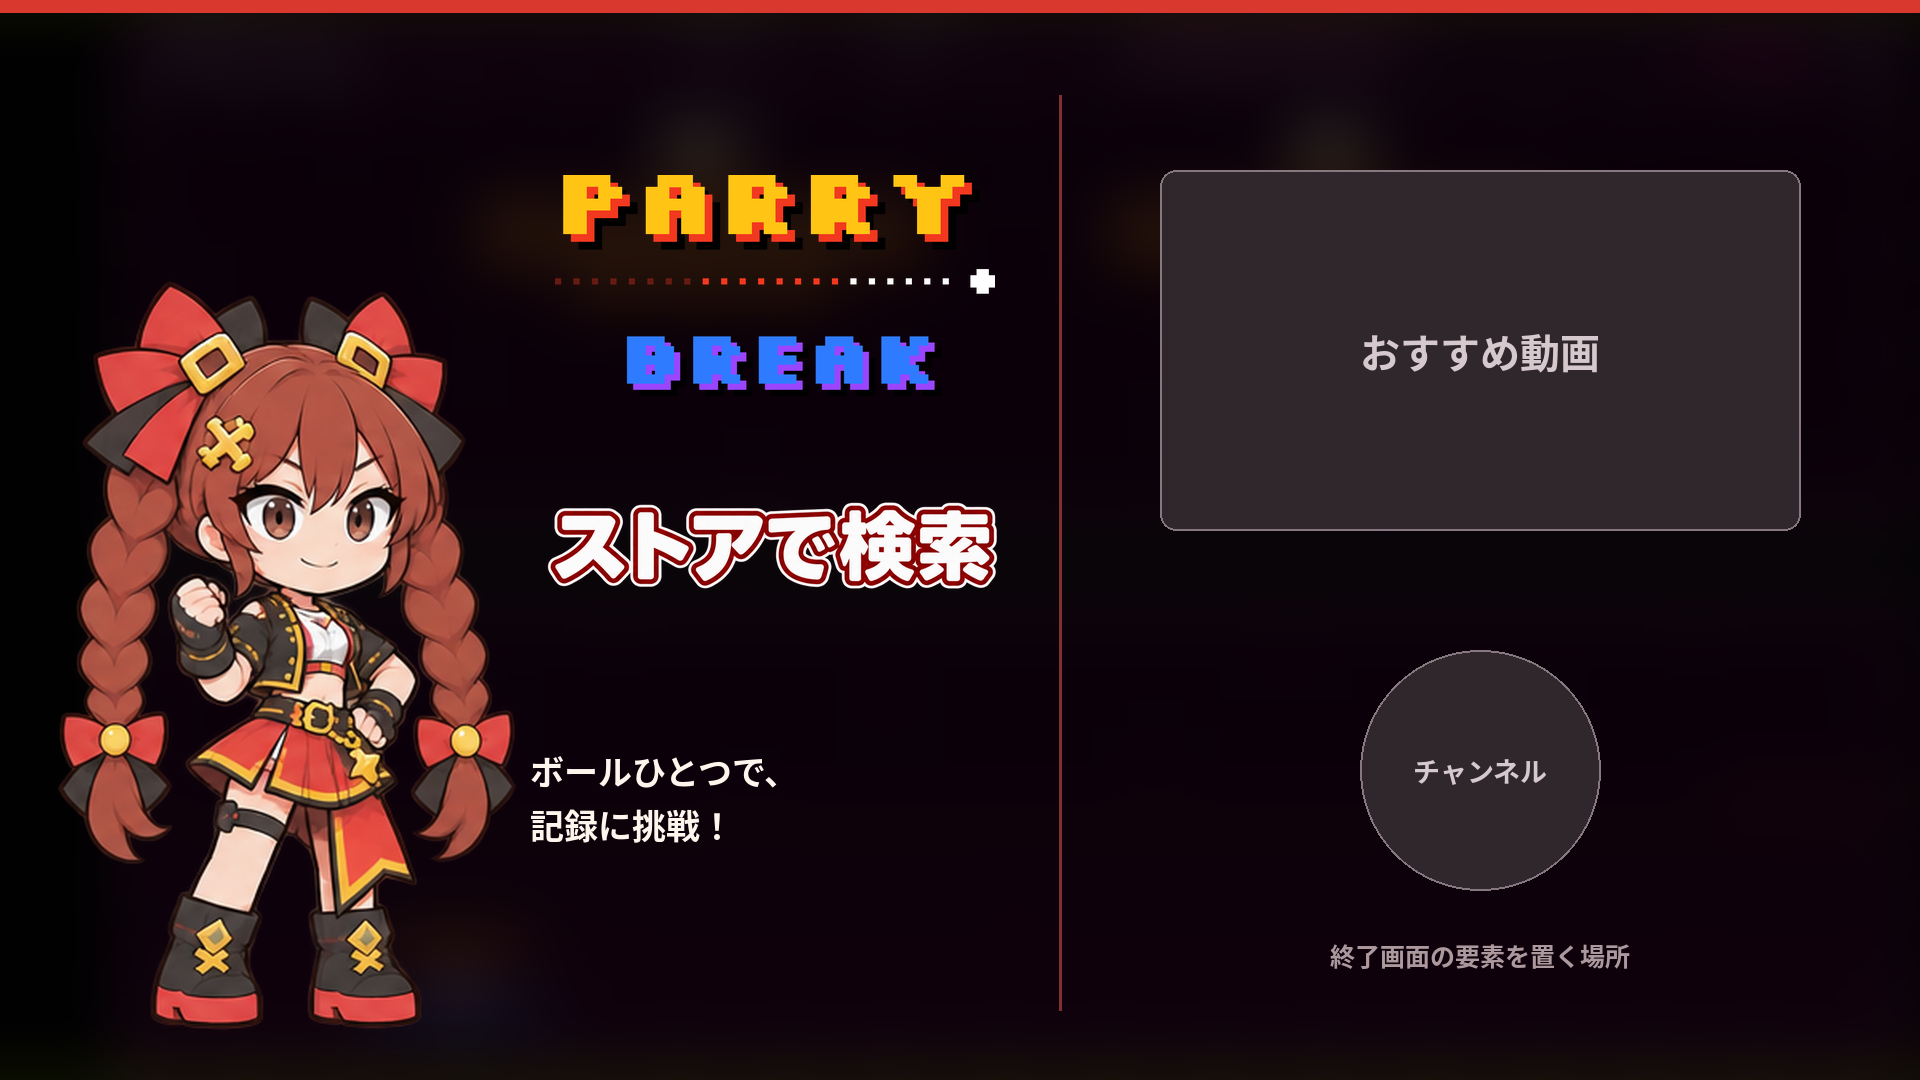 PARRY
BREAK
ストアで検索
ボールひとつで、
記録に挑戦！
おすすめ動画
チャンネル
終了画面の要素を置く場所